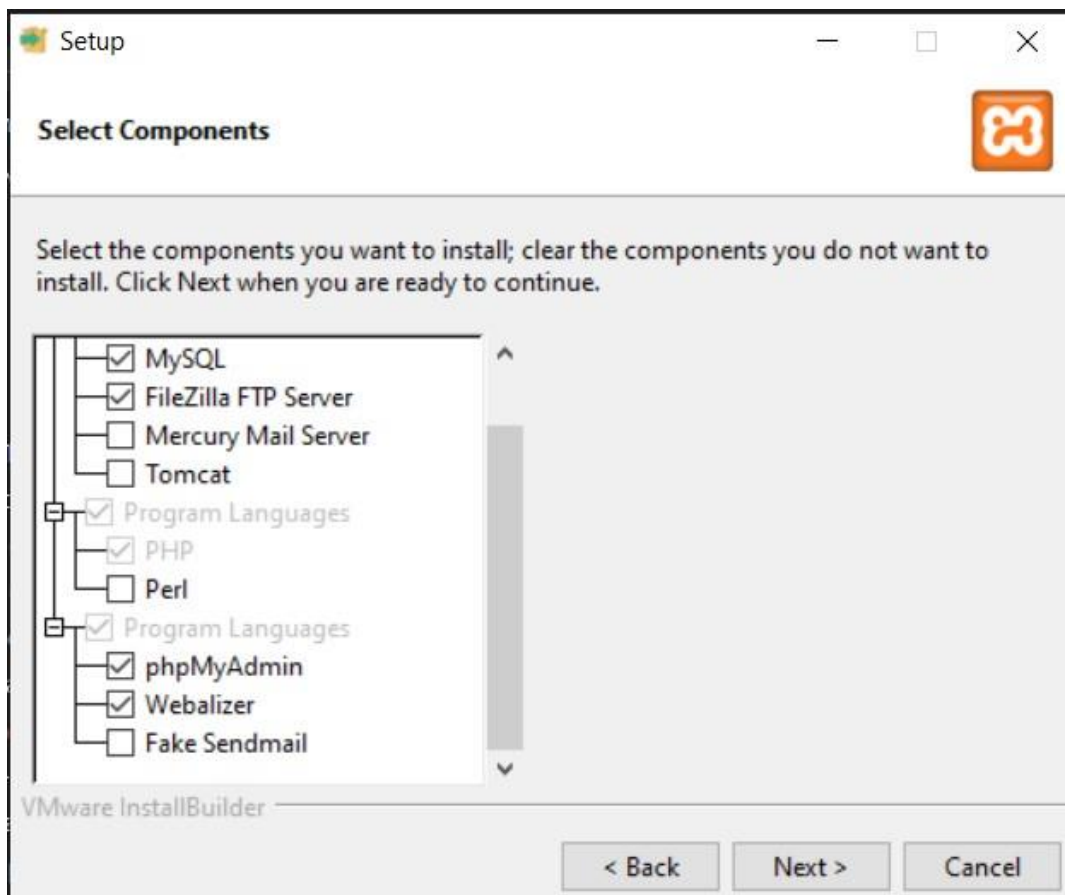 Setup
Select Components
Select the components you want to install; clear the components you do not want to
install. Click Next when you are ready to continue.
MySQL
FileZilla FTP Server
Mercury Mail Server
Tomcat
Program Languages
PHP
Perl
Program Languages
phpMyAdmin
Webalizer
Fake Sendmail
VMware InstallBuilder
< Back Next > Cancel